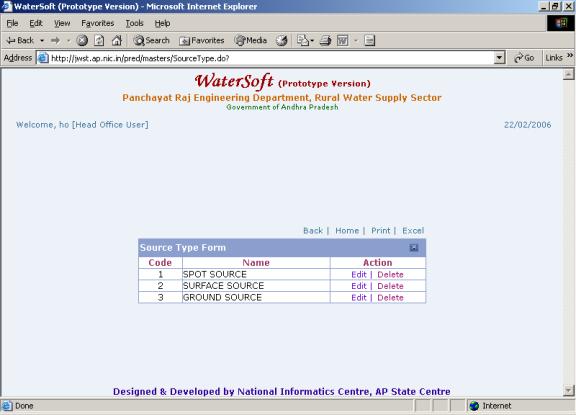 WaterSoft (Prototype Version) - Microsoft Internet Explorer
File Edit View Favorites Tools Help
Back Search Favorites Media
Address http://jwst.ap.nic.in/pred/masters/SourceType.do? Go Links »
WaterSoft (Prototype Version)
Panchayat Raj Engineering Department, Rural Water Supply Sector
Government of Andhra Pradesh
Welcome, ho [Head Office User] 22/02/2006
Back | Home | Print | Excel
Source Type Form
Code Name Action
1 SPOT SOURCE Edit | Delete
2 SURFACE SOURCE Edit | Delete
3 GROUND SOURCE Edit | Delete
Designed & Developed by National Informatics Centre, AP State Centre
Done Internet